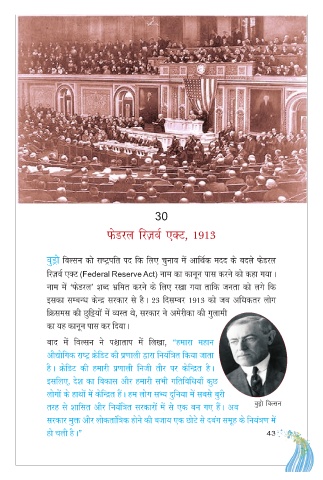 30
फेडरल रिज़र्व एक्ट, 1913
वुड्रो विल्सन को राष्ट्रपति पद कि लिए चुनाव में आर्थिक मदद के बदले फेडरल
रिज़र्व एक्ट (Federal Reserve Act) नाम का कानून पास करने को कहा गया।
नाम में 'फेडरल' शब्द भ्रमित करने के लिए रखा गया ताकि जनता को लगे कि
इसका सम्बन्ध केन्द्र सरकार से है। 23 दिसम्बर 1913 को जब अधिकतर लोग
क्रिसमस की छुट्टियों में व्यस्त थे, सरकार ने अमेरीका की गुलामी
का यह कानून पास कर दिया।
बाद में विल्सन ने पश्चाताप में लिखा, "हमारा महान
औद्योगिक राष्ट्र क्रेडिट की प्रणाली द्वारा नियंत्रित किया जाता
है। क्रेडिट की हमारी प्रणाली निजी तौर पर केन्द्रित है।
इसलिए, देश का विकास और हमारी सभी गतिविधियाँ कुछ
लोगों के हाथों में केन्द्रित हैं। हम लोग सभ्य दुनिया में सबसे बुरी
तरह से शासित और नियंत्रित सरकारों में से एक बन गए हैं। अब
सरकार मुक्त और लोकतांत्रिक होने की बजाय एक छोटे से दबंग समूह के नियंत्रण में
हो चली है।"
वुड्रो विल्सन
43